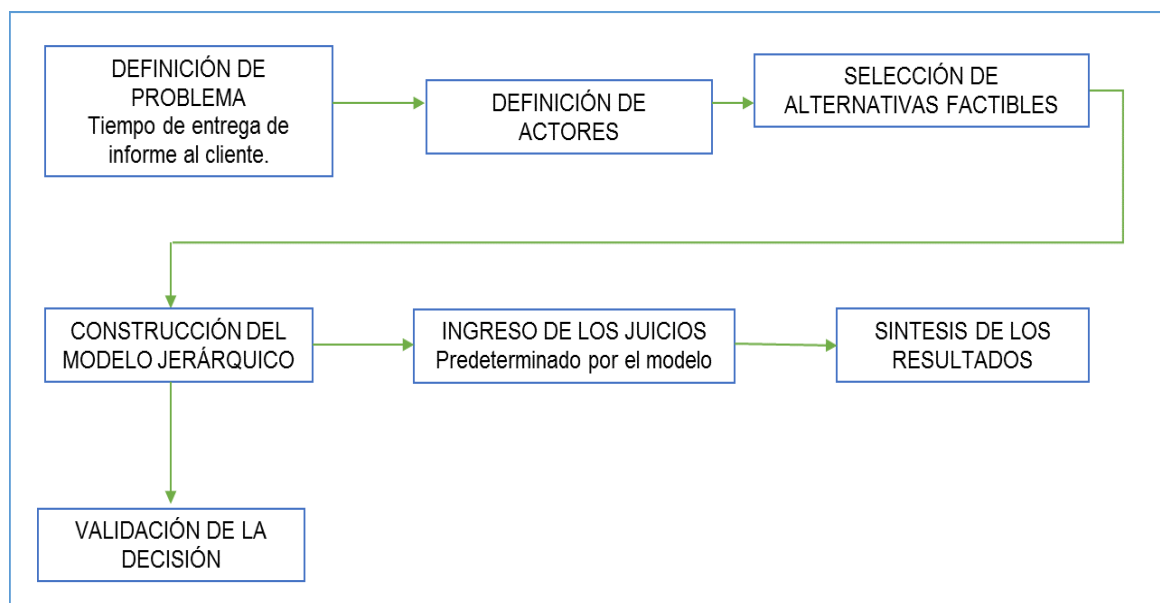 DEFINICIÓN DE
PROBLEMA
Tiempo de entrega de
informe al cliente.
DEFINICIÓN DE
ACTORES
SELECCIÓN DE
ALTERNATIVAS FACTIBLES
CONSTRUCCIÓN DEL
MODELO JERÁRQUICO
INGRESO DE LOS JUICIOS
Predeterminado por el modelo
SINTESIS DE LOS
RESULTADOS
VALIDACIÓN DE LA
DECISIÓN